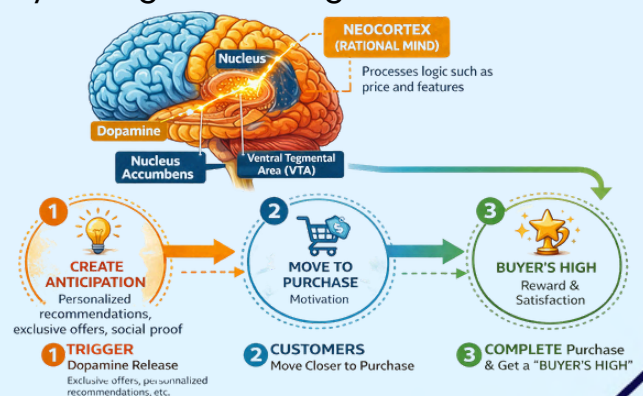 NEOCORTEX
(RATIONAL MIND)
Nucleus
Processes logic such as
price and features
Dopamine
Nucleus
Accumbens
Ventral Tegmental
Area (VTA)
1
CREATE
ANTICIPATION
Personalized
recommendations,
exclusive offers, social proof
2
$
MOVE TO
PURCHASE
Motivation
3
BUYER'S HIGH
Reward &
Satisfaction
1 TRIGGER
Dopamine Release
Exclusive offers, personnalized
recommendations, etc.
2 CUSTOMERS
Move Closer to Purchase
3 COMPLETE Purchase
& Get a "BUYER'S HIGH"